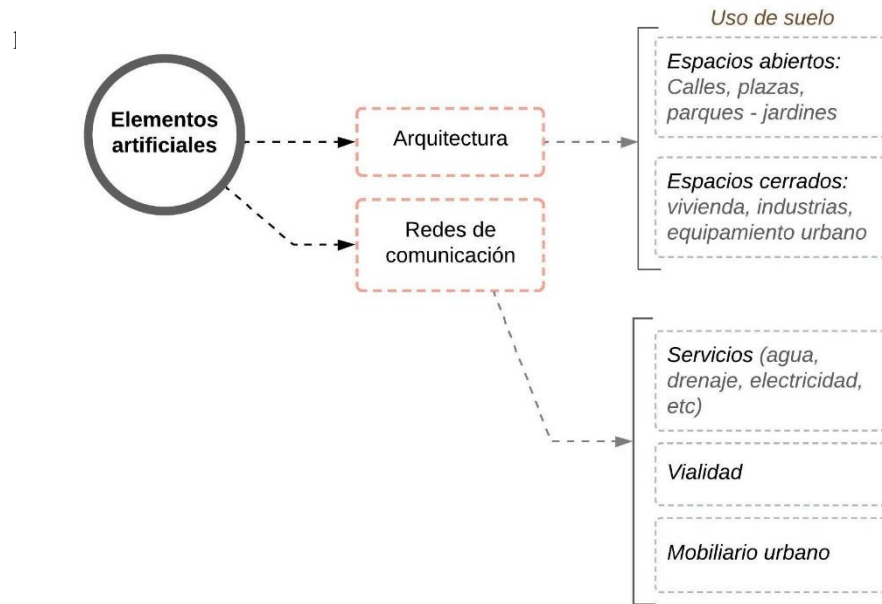 Uso de suelo
Elementos
artificiales
Arquitectura
Redes de
comunicación
Espacios abiertos:
Calles, plazas,
parques - jardines
Espacios cerrados:
vivienda, industrias,
equipamiento urbano
Servicios (agua,
drenaje, electricidad,
etc)
Vialidad
Mobiliario urbano